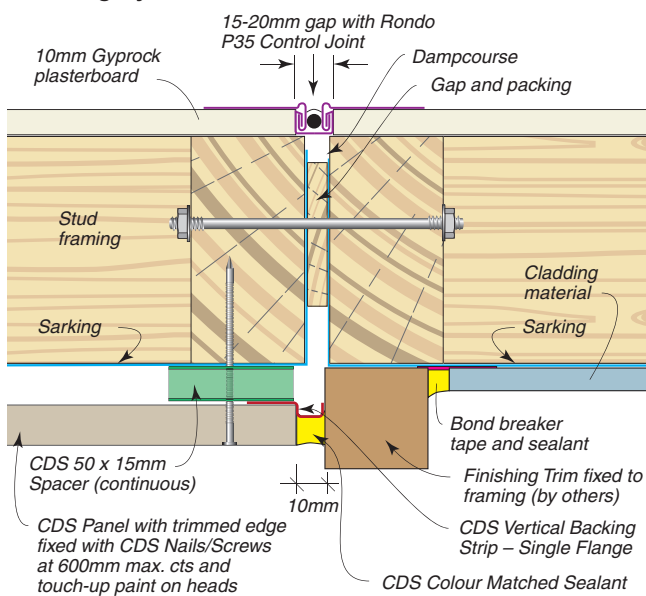 15-20mm gap with Rondo
P35 Control Joint
10mm Gyprock
plasterboard
Dampcourse
Gap and packing
Stud
framing
Cladding
material
Sarking
Sarking
Bond breaker
tape and sealant
CDS 50 x 15mm
Spacer (continuous)
Finishing Trim fixed to
framing (by others)
10mm
CDS Panel with trimmed edge
fixed with CDS Nails/Screws
at 600mm max. cts and
touch-up paint on heads
CDS Vertical Backing
Strip – Single Flange
CDS Colour Matched Sealant